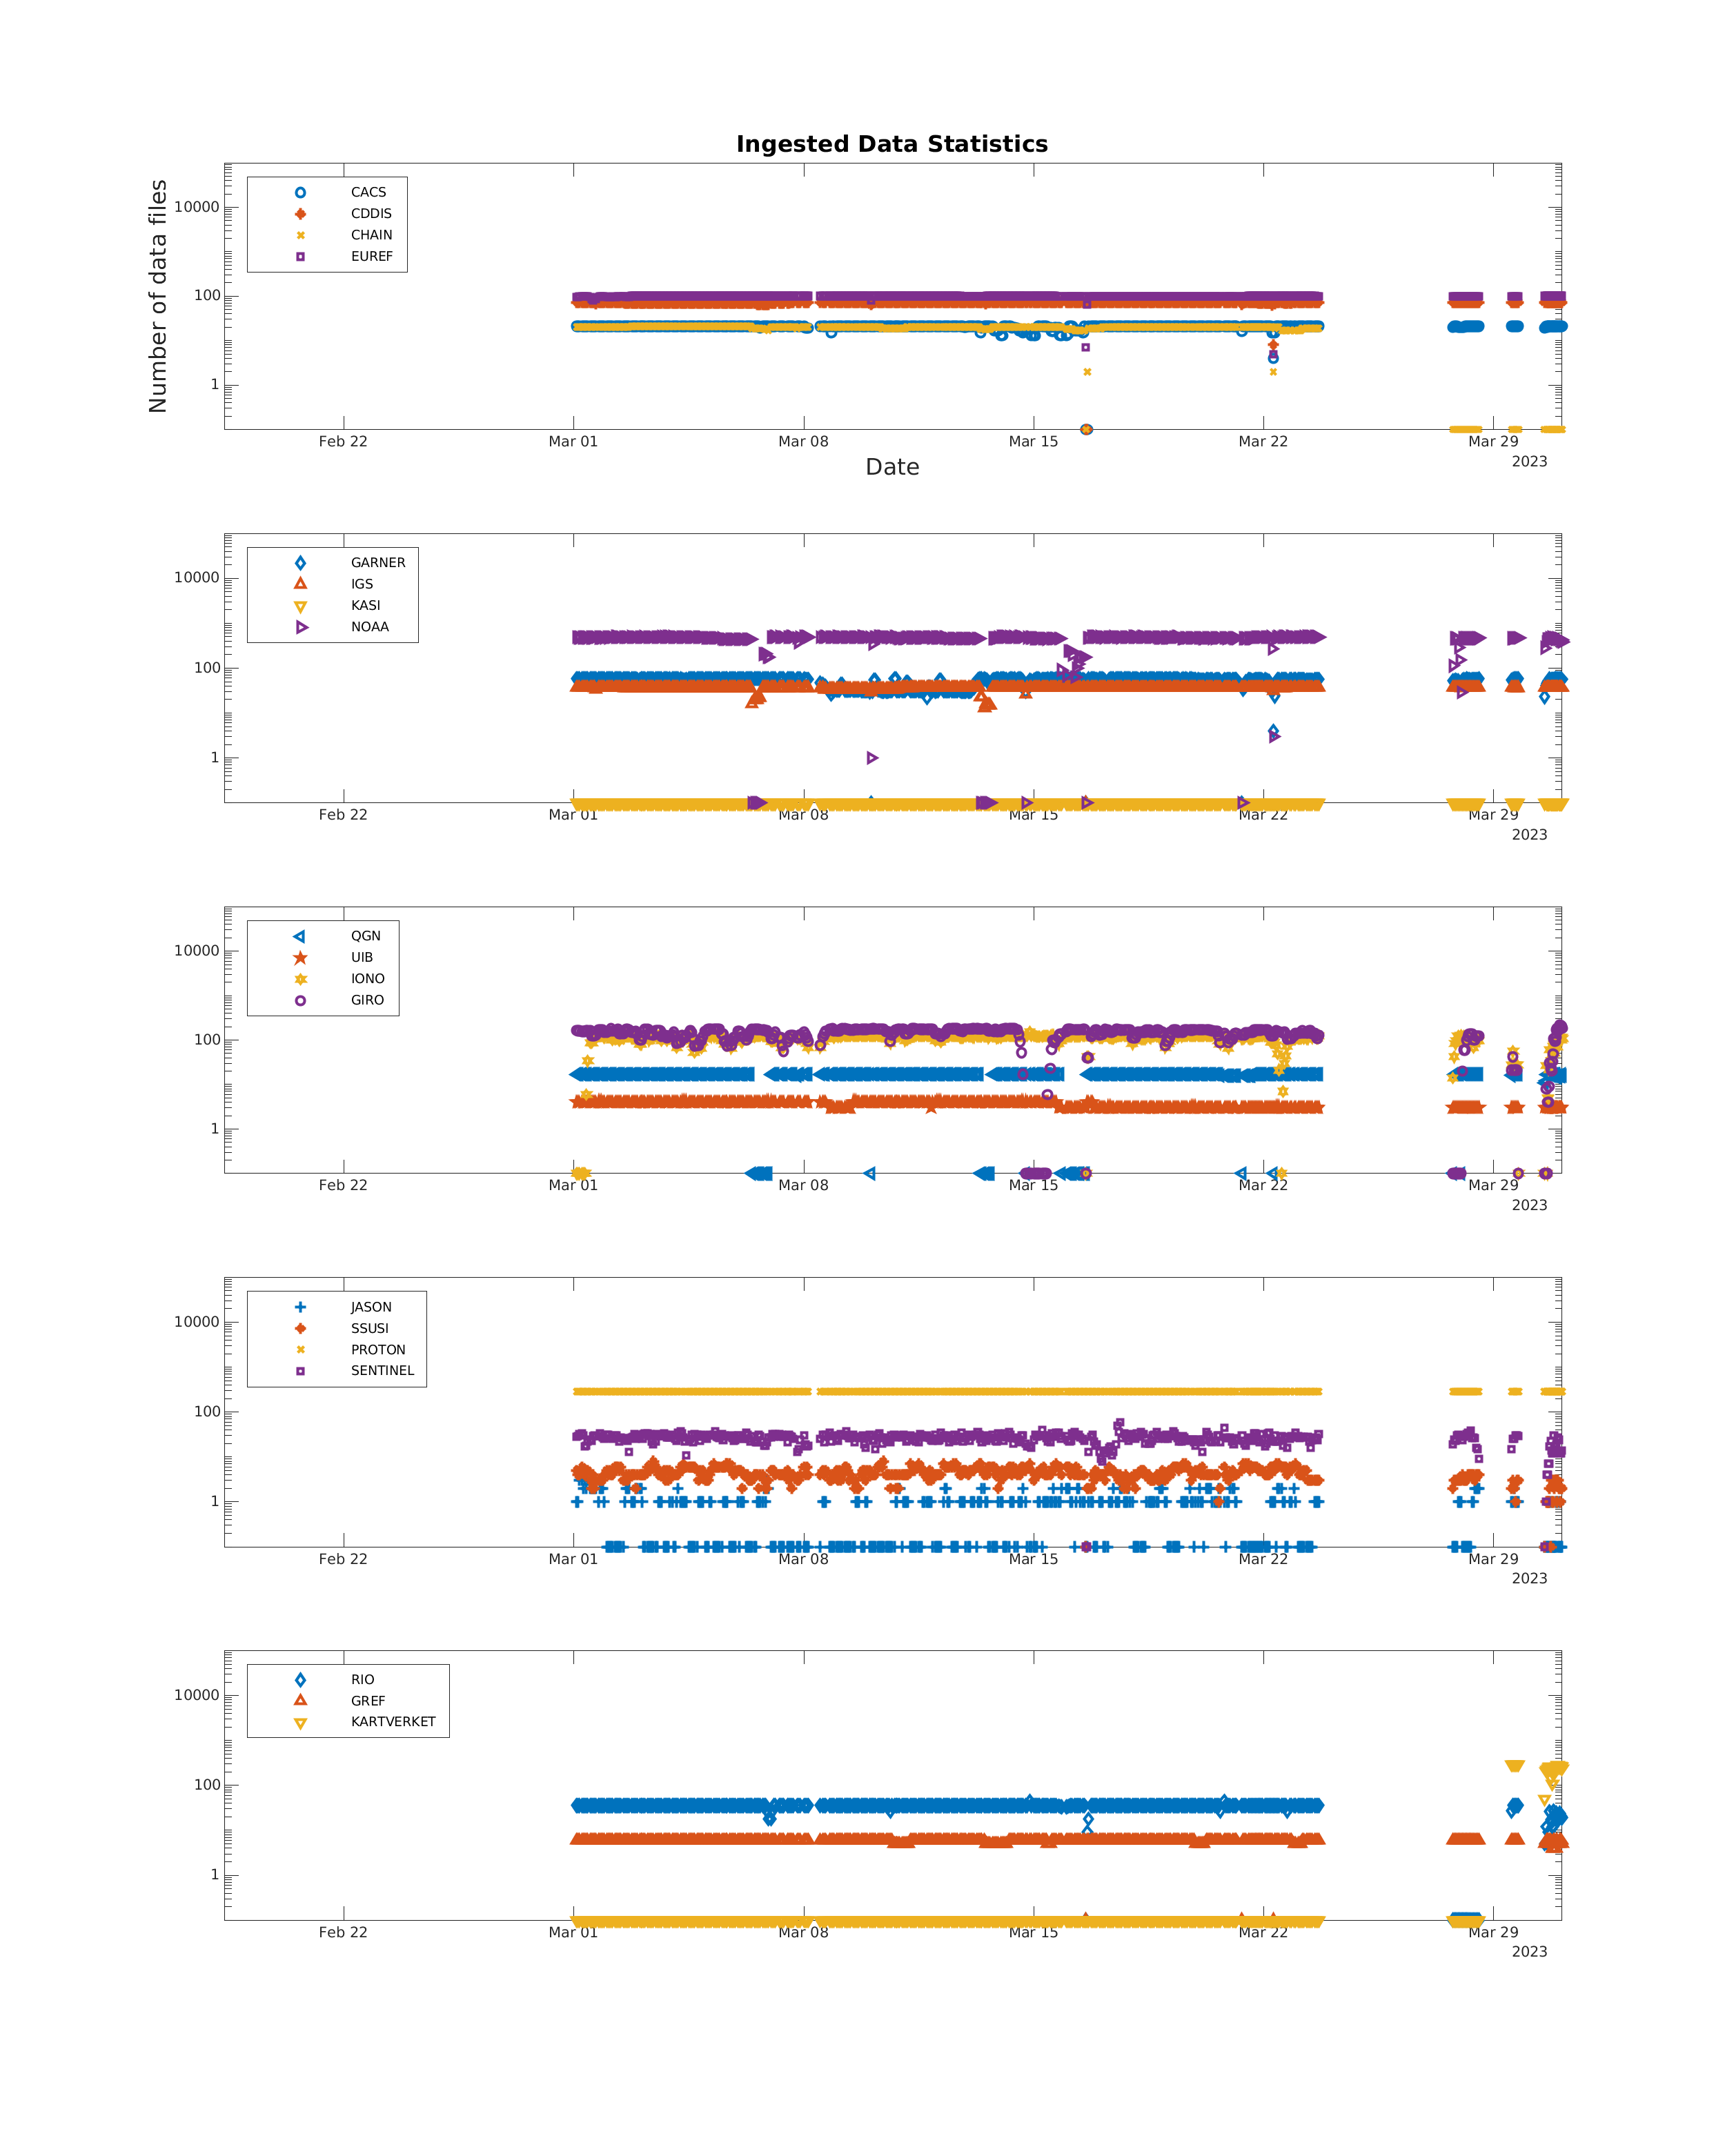 Ingested Data Statistics
Number of data files
CACS
CDDIS
CHAIN
EUREF
10000
100
1
Feb 22 Mar 01 Mar 08 Mar 15 Mar 22 Mar 29
2023
Date
GARNER
IGS
KASI
NOAA
10000
100
1
Feb 22 Mar 01 Mar 08 Mar 15 Mar 22 Mar 29
2023
QGN
UIB
IONO
GIRO
10000
100
1
Feb 22 Mar 01 Mar 08 Mar 15 Mar 22 Mar 29
2023
JASON
SSUSI
PROTON
SENTINEL
10000
100
1
Feb 22 Mar 01 Mar 08 Mar 15 Mar 22 Mar 29
2023
RIO
GREF
KARTVERKET
10000
100
1
Feb 22 Mar 01 Mar 08 Mar 15 Mar 22 Mar 29
2023